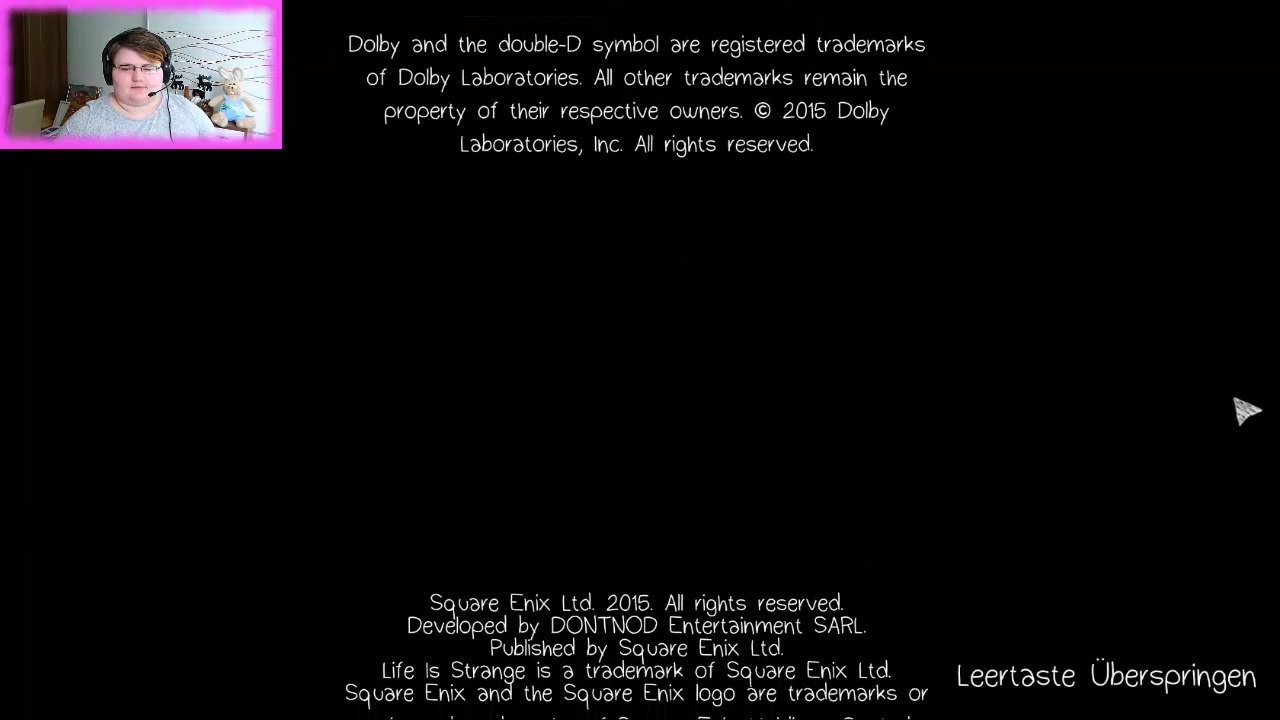 Dolby and the double-D symbol are registered trademarks
of Dolby Laboratories. All other trademarks remain the
property of their respective owners. © 2015 Dolby
Laboratories, Inc. All rights reserved.
Square Enix Ltd. 2015. All rights reserved.
Developed by DONTNOD Entertainment SARL.
Published by Square Enix Ltd.
Life Is Strange is a trademark of Square Enix Ltd.
Square Enix and the Square Enix logo are trademarks or
Leertaste Überspringen